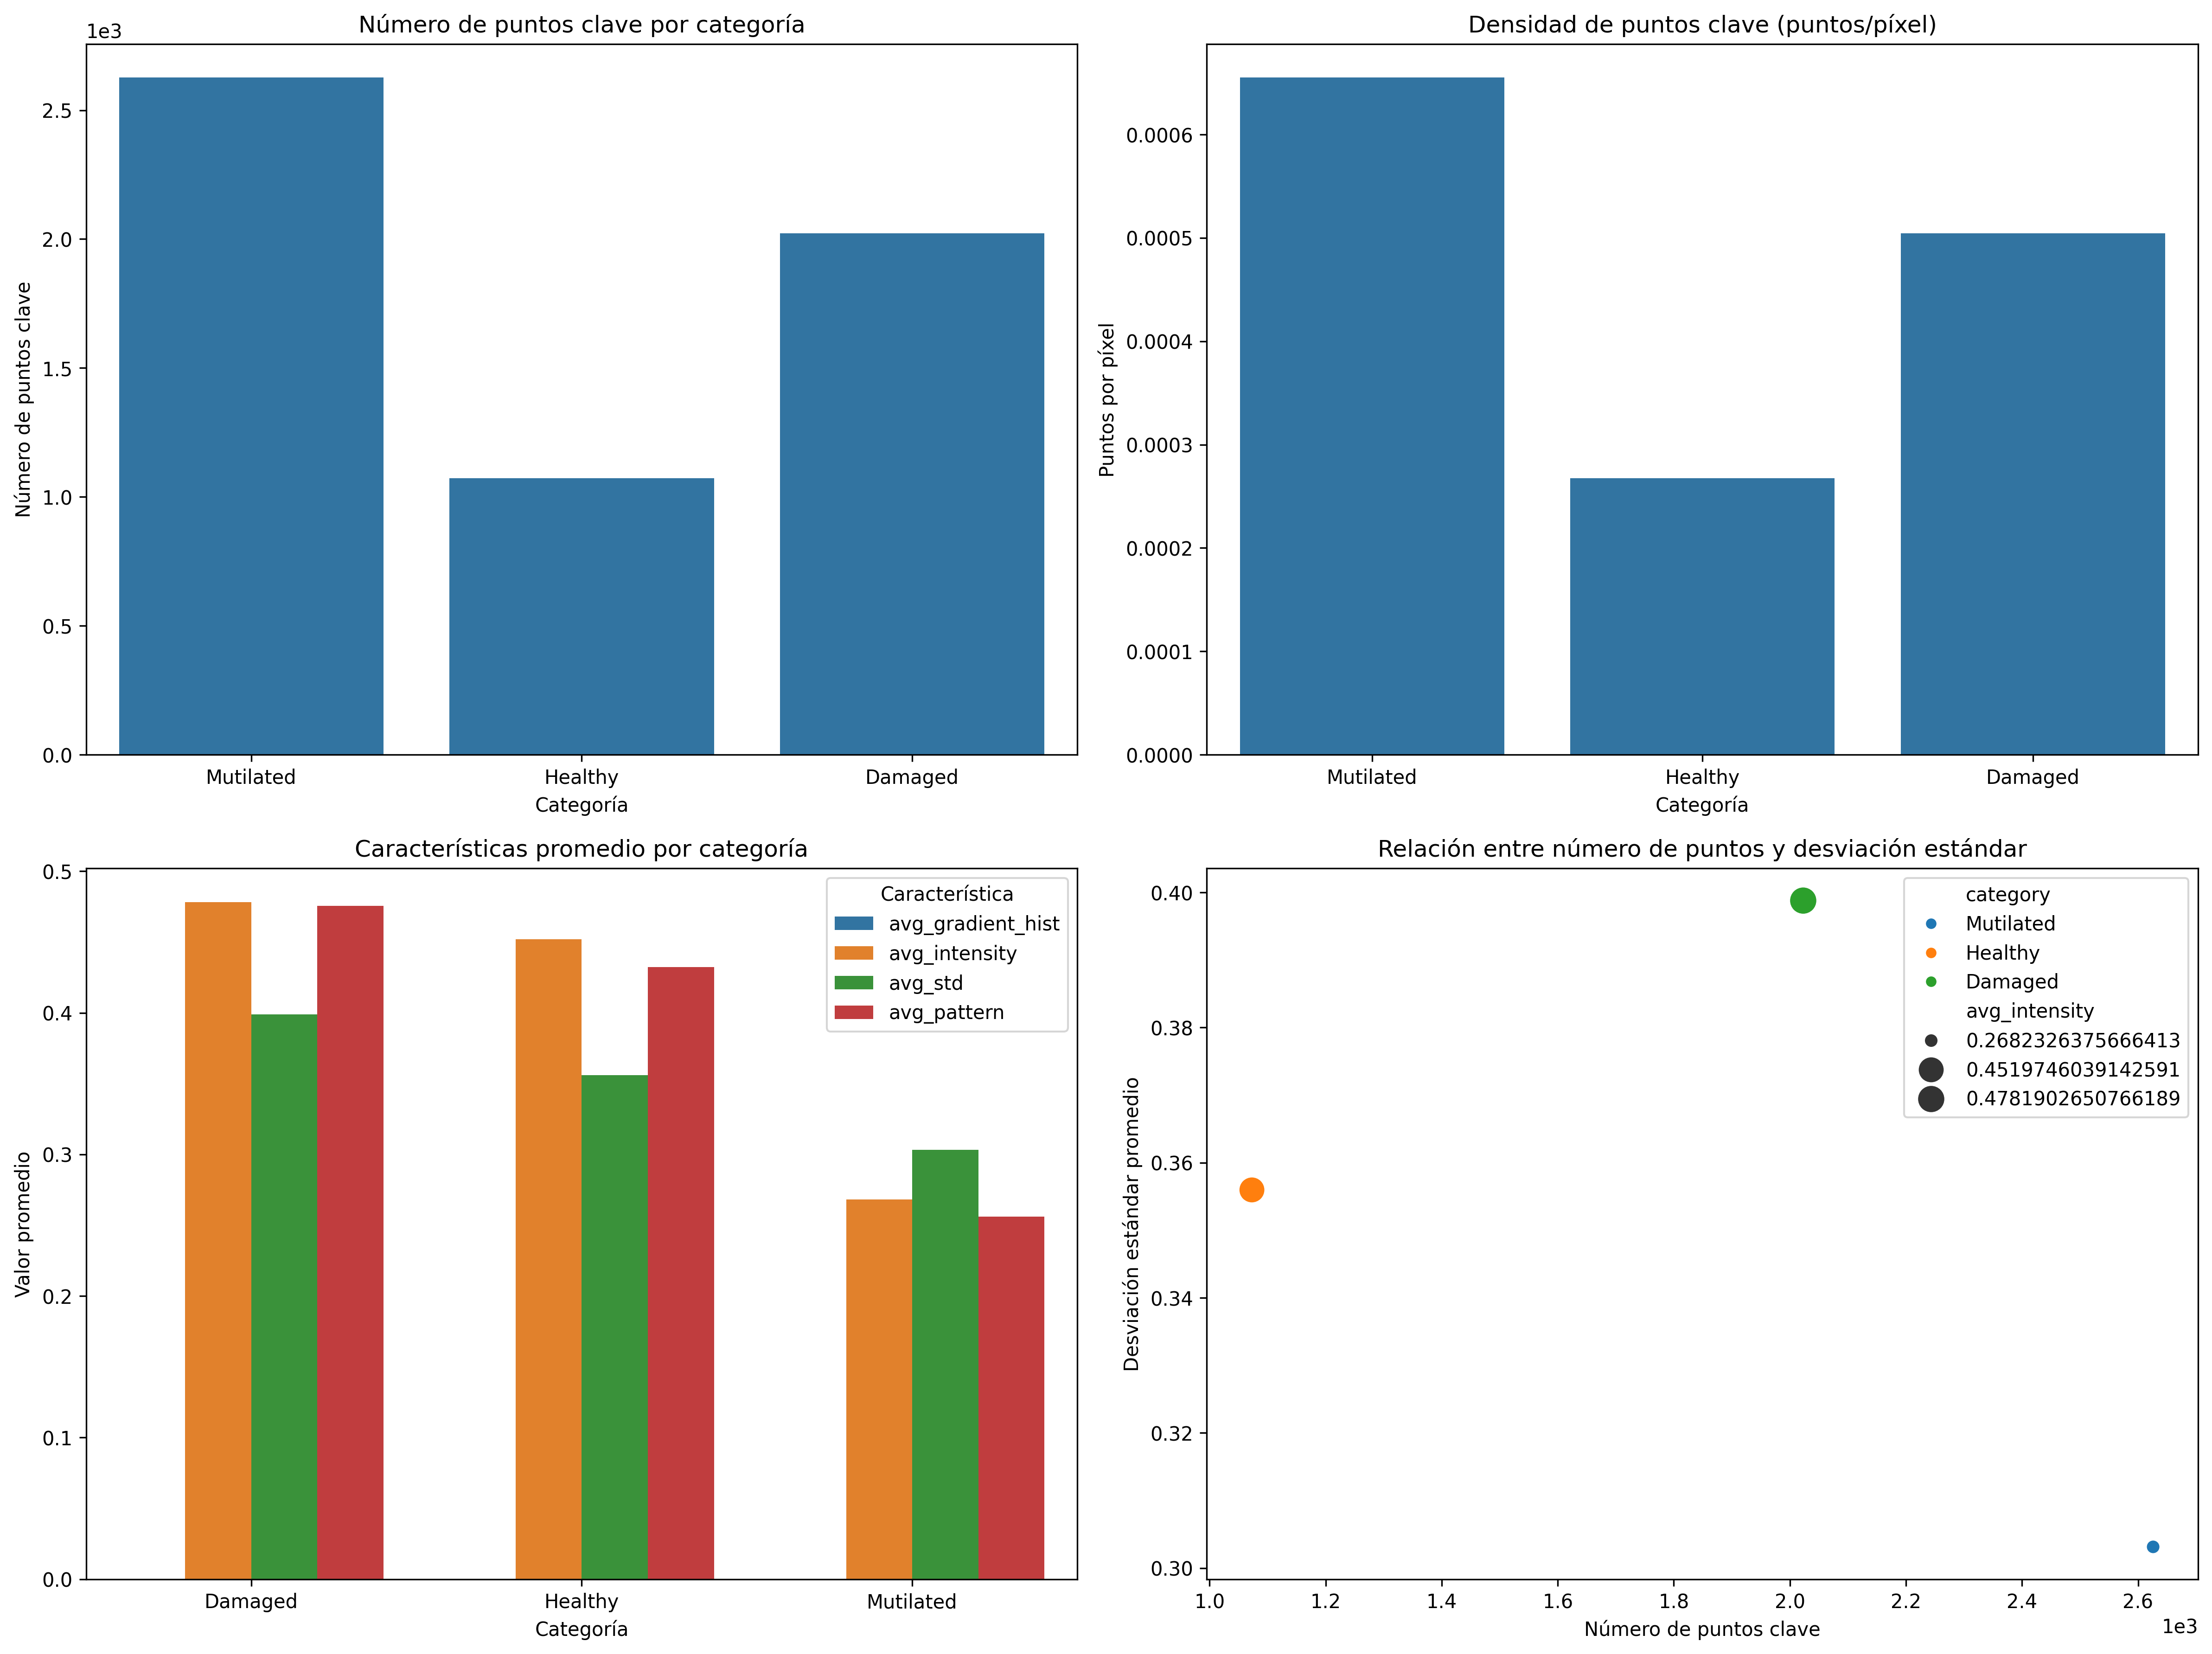 Número de puntos clave por categoría
1e3
2.5
2.0
1.5
1.0
0.5
0.0
Número de puntos clave
Mutilated Healthy Damaged
Categoría
Densidad de puntos clave (puntos/píxel)
0.0006
0.0005
0.0004
0.0003
0.0002
0.0001
0.0000
Puntos por píxel
Mutilated Healthy Damaged
Categoría
Características promedio por categoría
0.5
0.4
0.3
0.2
0.1
0.0
Valor promedio
Característica
avg_gradient_hist
avg_intensity
avg_std
avg_pattern
Damaged Healthy Mutilated
Categoría
Relación entre número de puntos y desviación estándar
0.40
0.38
0.36
0.34
0.32
0.30
Desviación estándar promedio
category
Mutilated
Healthy
Damaged
avg_intensity
0.2682326375666413
0.4519746039142591
0.4781902650766189
1.0 1.2 1.4 1.6 1.8 2.0 2.2 2.4 2.6
1e3
Número de puntos clave